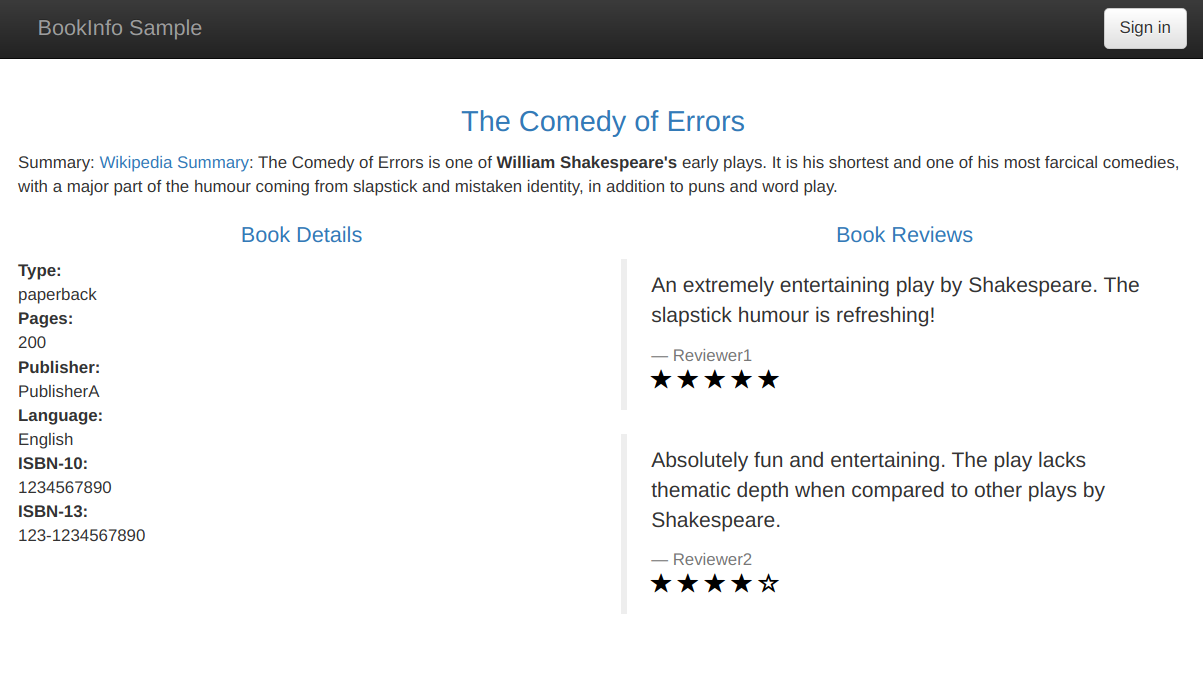 BookInfo Sample
Sign in
The Comedy of Errors
Summary: Wikipedia Summary: The Comedy of Errors is one of William Shakespeare's early plays. It is his shortest and one of his most farcical comedies,
with a major part of the humour coming from slapstick and mistaken identity, in addition to puns and word play.
Book Details
Type:
paperback
Pages:
200
Publisher:
PublisherA
Language:
English
ISBN-10:
1234567890
ISBN-13:
123-1234567890
Book Reviews
An extremely entertaining play by Shakespeare. The
slapstick humour is refreshing!
— Reviewer1
★★★★★
Absolutely fun and entertaining. The play lacks
thematic depth when compared to other plays by
Shakespeare.
— Reviewer2
★★★★☆